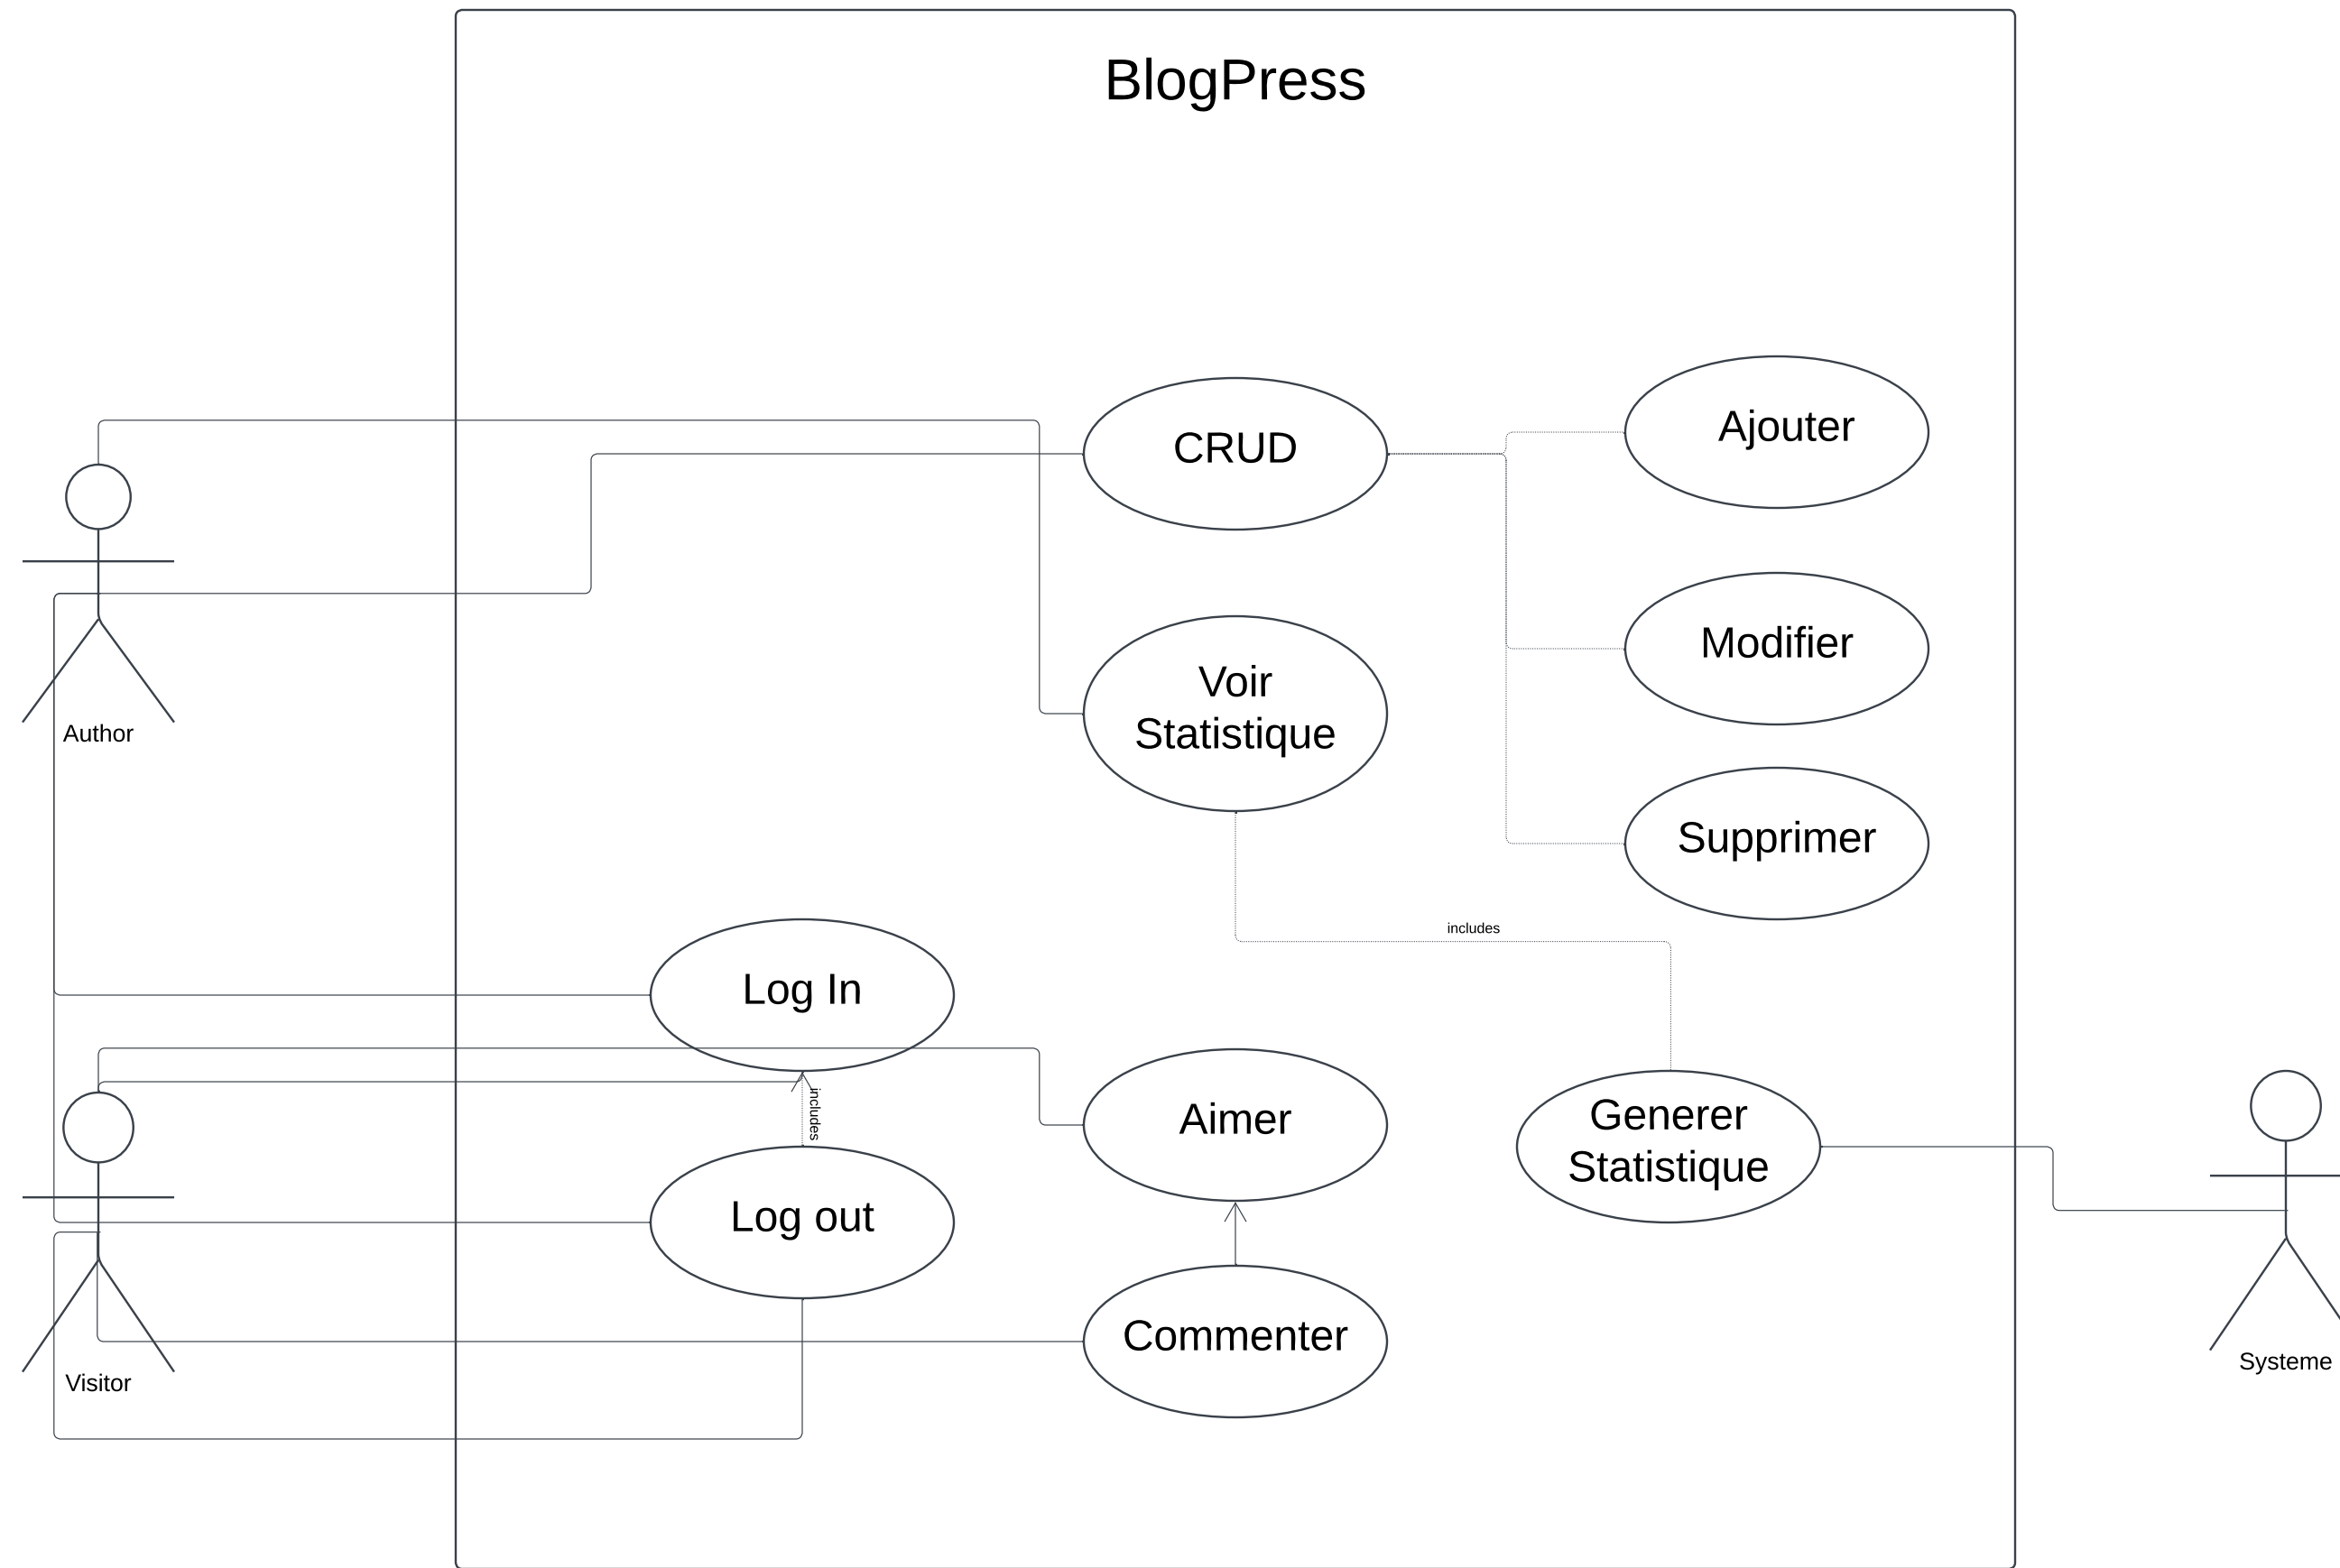 BlogPress
CRUD
Ajouter
Modifier
Voir
Statistique
Supprimer
Author
includes
Log In
includes
Aimer
Generer
Statistique
Log out
Commenter
Visitor
Systeme